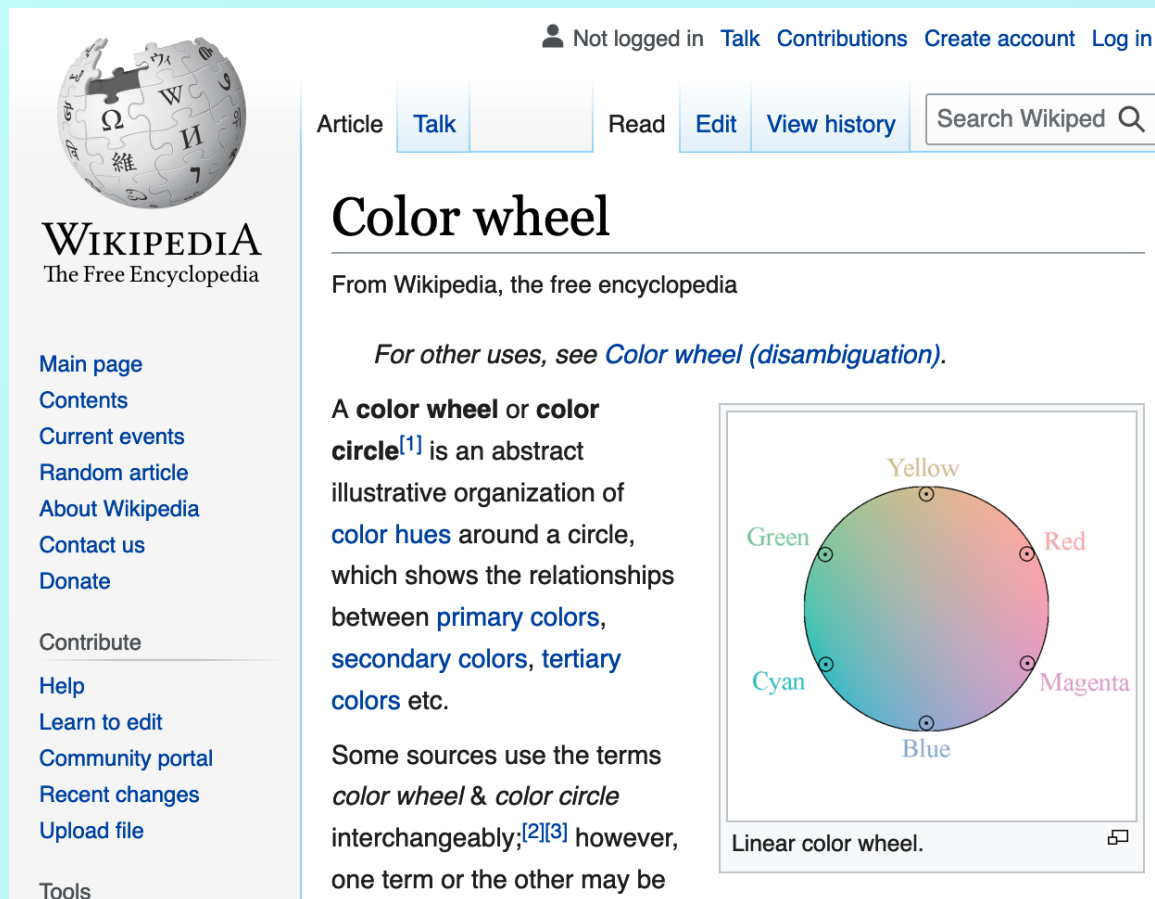 Not logged in Talk Contributions Create account Log in
Article Talk Read Edit View history Search Wikiped
WIKIPEDIA
The Free Encyclopedia
Main page
Contents
Current events
Random article
About Wikipedia
Contact us
Donate
Contribute
Help
Learn to edit
Community portal
Recent changes
Upload file
Tools
Color wheel
From Wikipedia, the free encyclopedia
For other uses, see Color wheel (disambiguation).
A color wheel or color
circle[1] is an abstract
illustrative organization of
color hues around a circle,
which shows the relationships
between primary colors,
secondary colors, tertiary
colors etc.
Some sources use the terms
color wheel & color circle
interchangeably;[2][3] however,
one term or the other may be
Yellow
Green
Red
Cyan
Magenta
Blue
Linear color wheel.